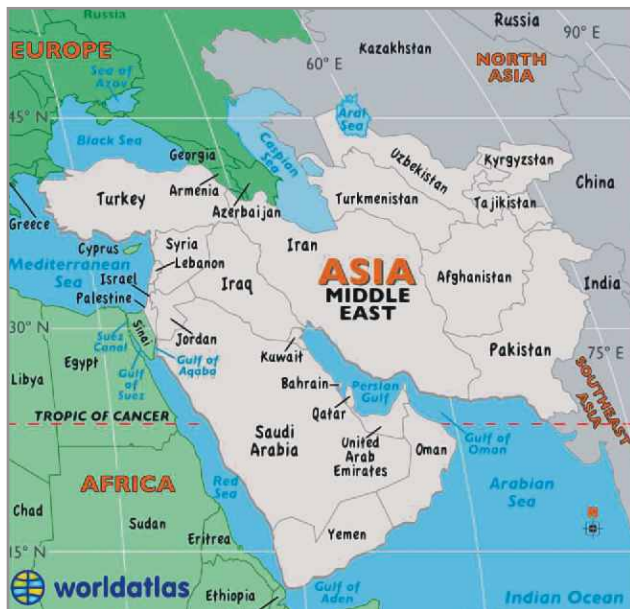 Russia
Russia
90° E
EUROPE
Kazakhstan
NORTH
ASIA
60° E
Sea of
Azov
Aral
Sea
45° N
Black Sea
Caspian
Sea
Georgia
Uzbekistan
Kyrgyzstan
China
Turkey
Armenia
Turkmenistan
Tajikistan
Azerbaijan
Greece
Cyprus
Syria
Iran
Lebanon
Mediterranean
Sea
ASIA
MIDDLE
EAST
Afghanistan
India
Iraq
Israel
Palestine
30° N
Suez
Canal
Sinai
Jordan
Kuwait
Pakistan
75° E
Egypt
Gulf of
Aqaba
Gulf
of
Suez
Libya
Bahrain
Persian
Gulf
Qatar
SOUTHEAST
ASIA
TROPIC OF CANCER
Saudi
Arabia
United
Arab
Emirates
Oman
Gulf of
Oman
AFRICA
Red
Sea
Arabian
Sea
Chad
Sudan
Eritrea
Yemen
15° N
worldatlas
Ethiopia
Gulf of
Aden
Indian Ocean